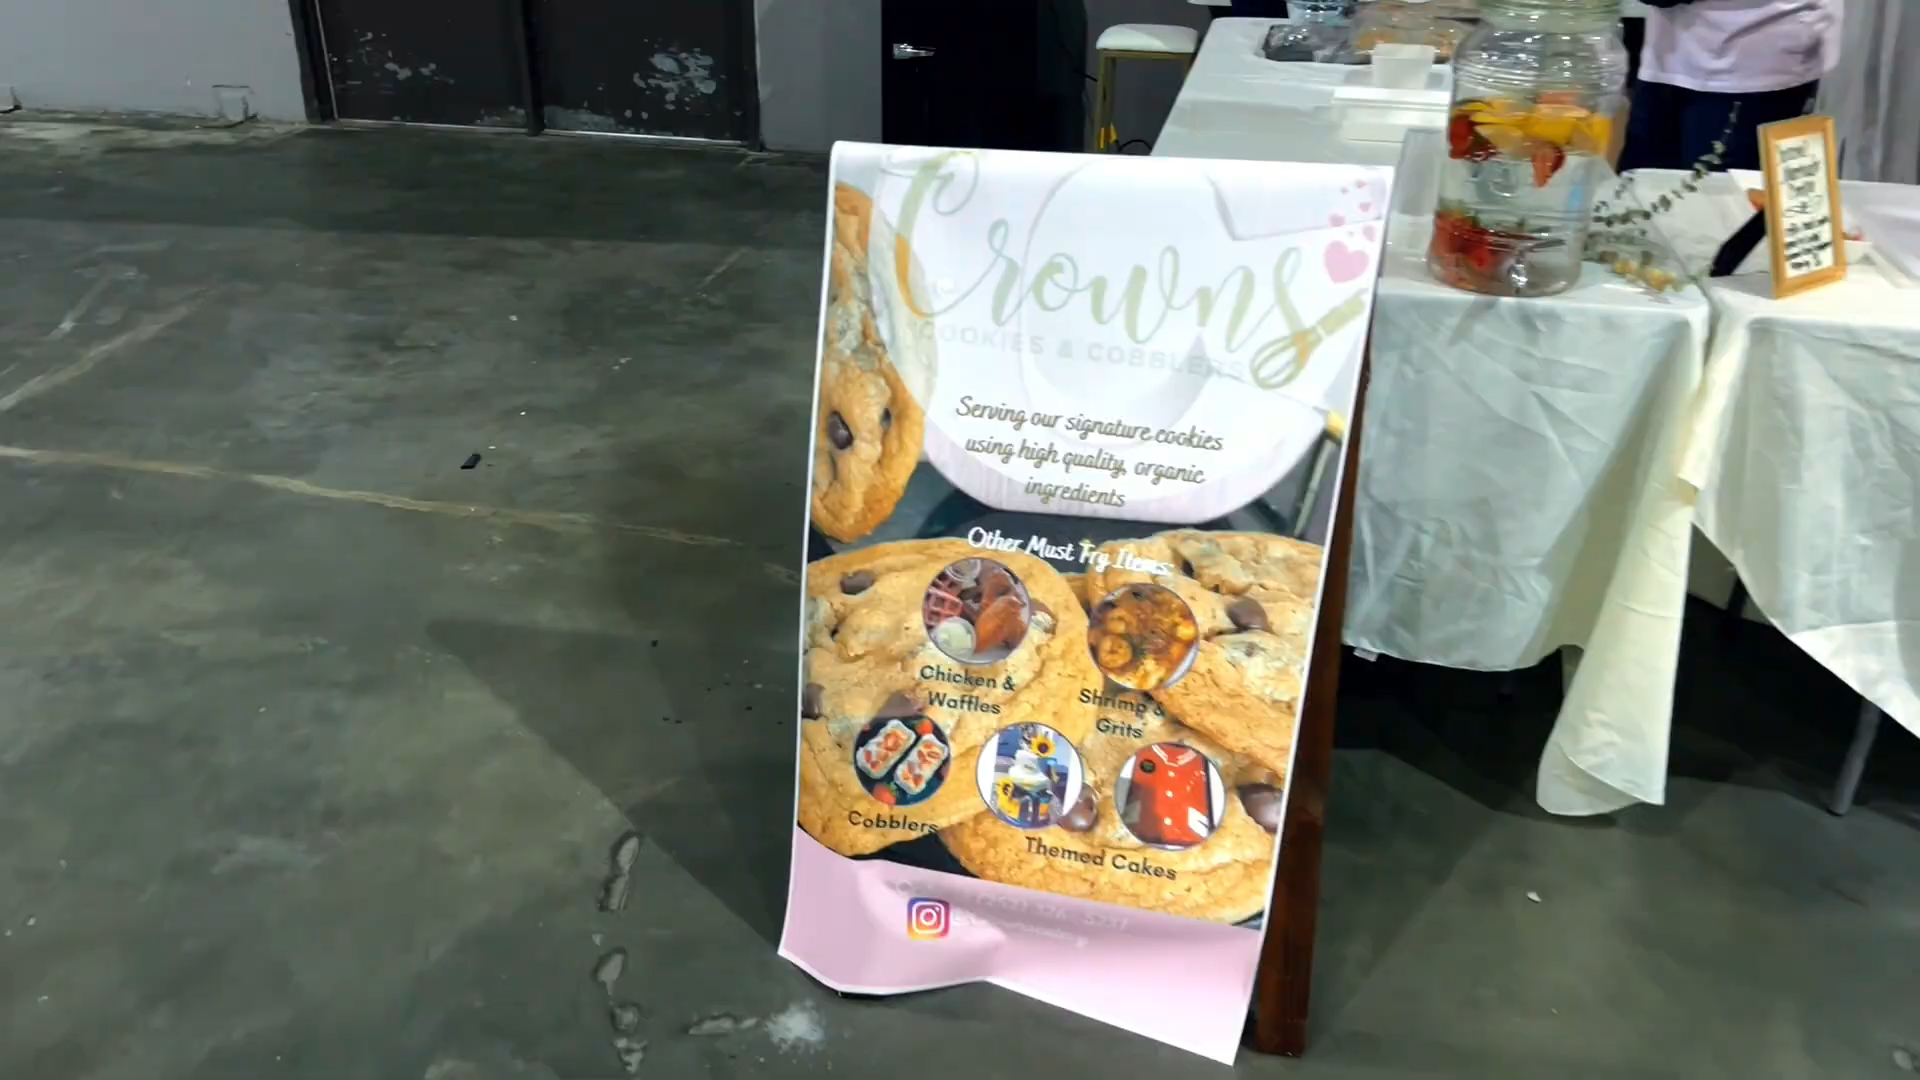 Crowns
COOKIES & COBBLERS
Serving our signature cookies
using high quality, organic
ingredients
Other Must Try Items:
Chicken &
Waffles
Shrimp &
Grits
Cobblers
Themed Cakes